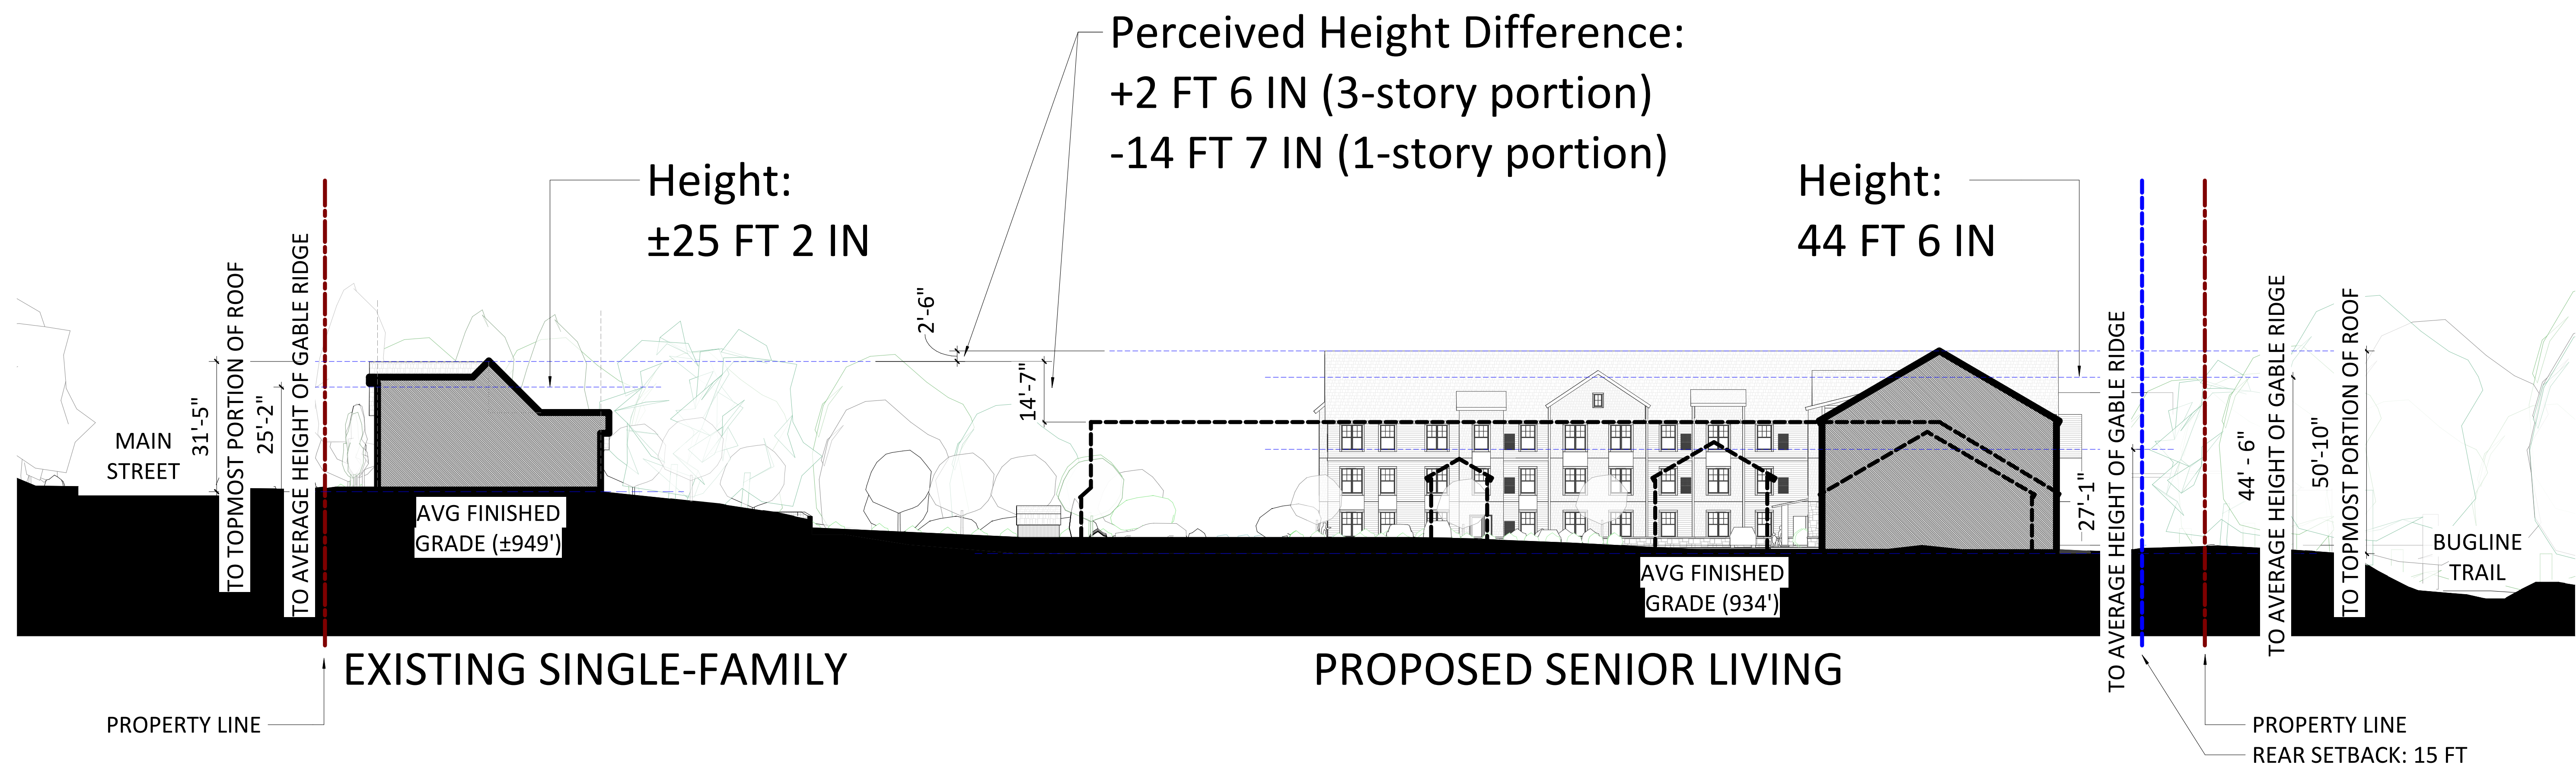 Perceived Height Difference:
+2 FT 6 IN (3-story portion)
-14 FT 7 IN (1-story portion)
Height:
±25 FT 2 IN
Height:
44 FT 6 IN
MAIN
STREET
31'-5"
TO TOPMOST PORTION OF ROOF
25'-2"
TO AVERAGE HEIGHT OF GABLE RIDGE
AVG FINISHED
GRADE (±949')
2'-6"
14'-7"
AVG FINISHED
GRADE (934')
27'-1"
TO AVERAGE HEIGHT OF GABLE RIDGE
44' - 6"
TO AVERAGE HEIGHT OF GABLE RIDGE
50'-10"
TO TOPMOST PORTION OF ROOF
BUGLINE
TRAIL
EXISTING SINGLE-FAMILY
PROPOSED SENIOR LIVING
PROPERTY LINE
PROPERTY LINE
REAR SETBACK: 15 FT